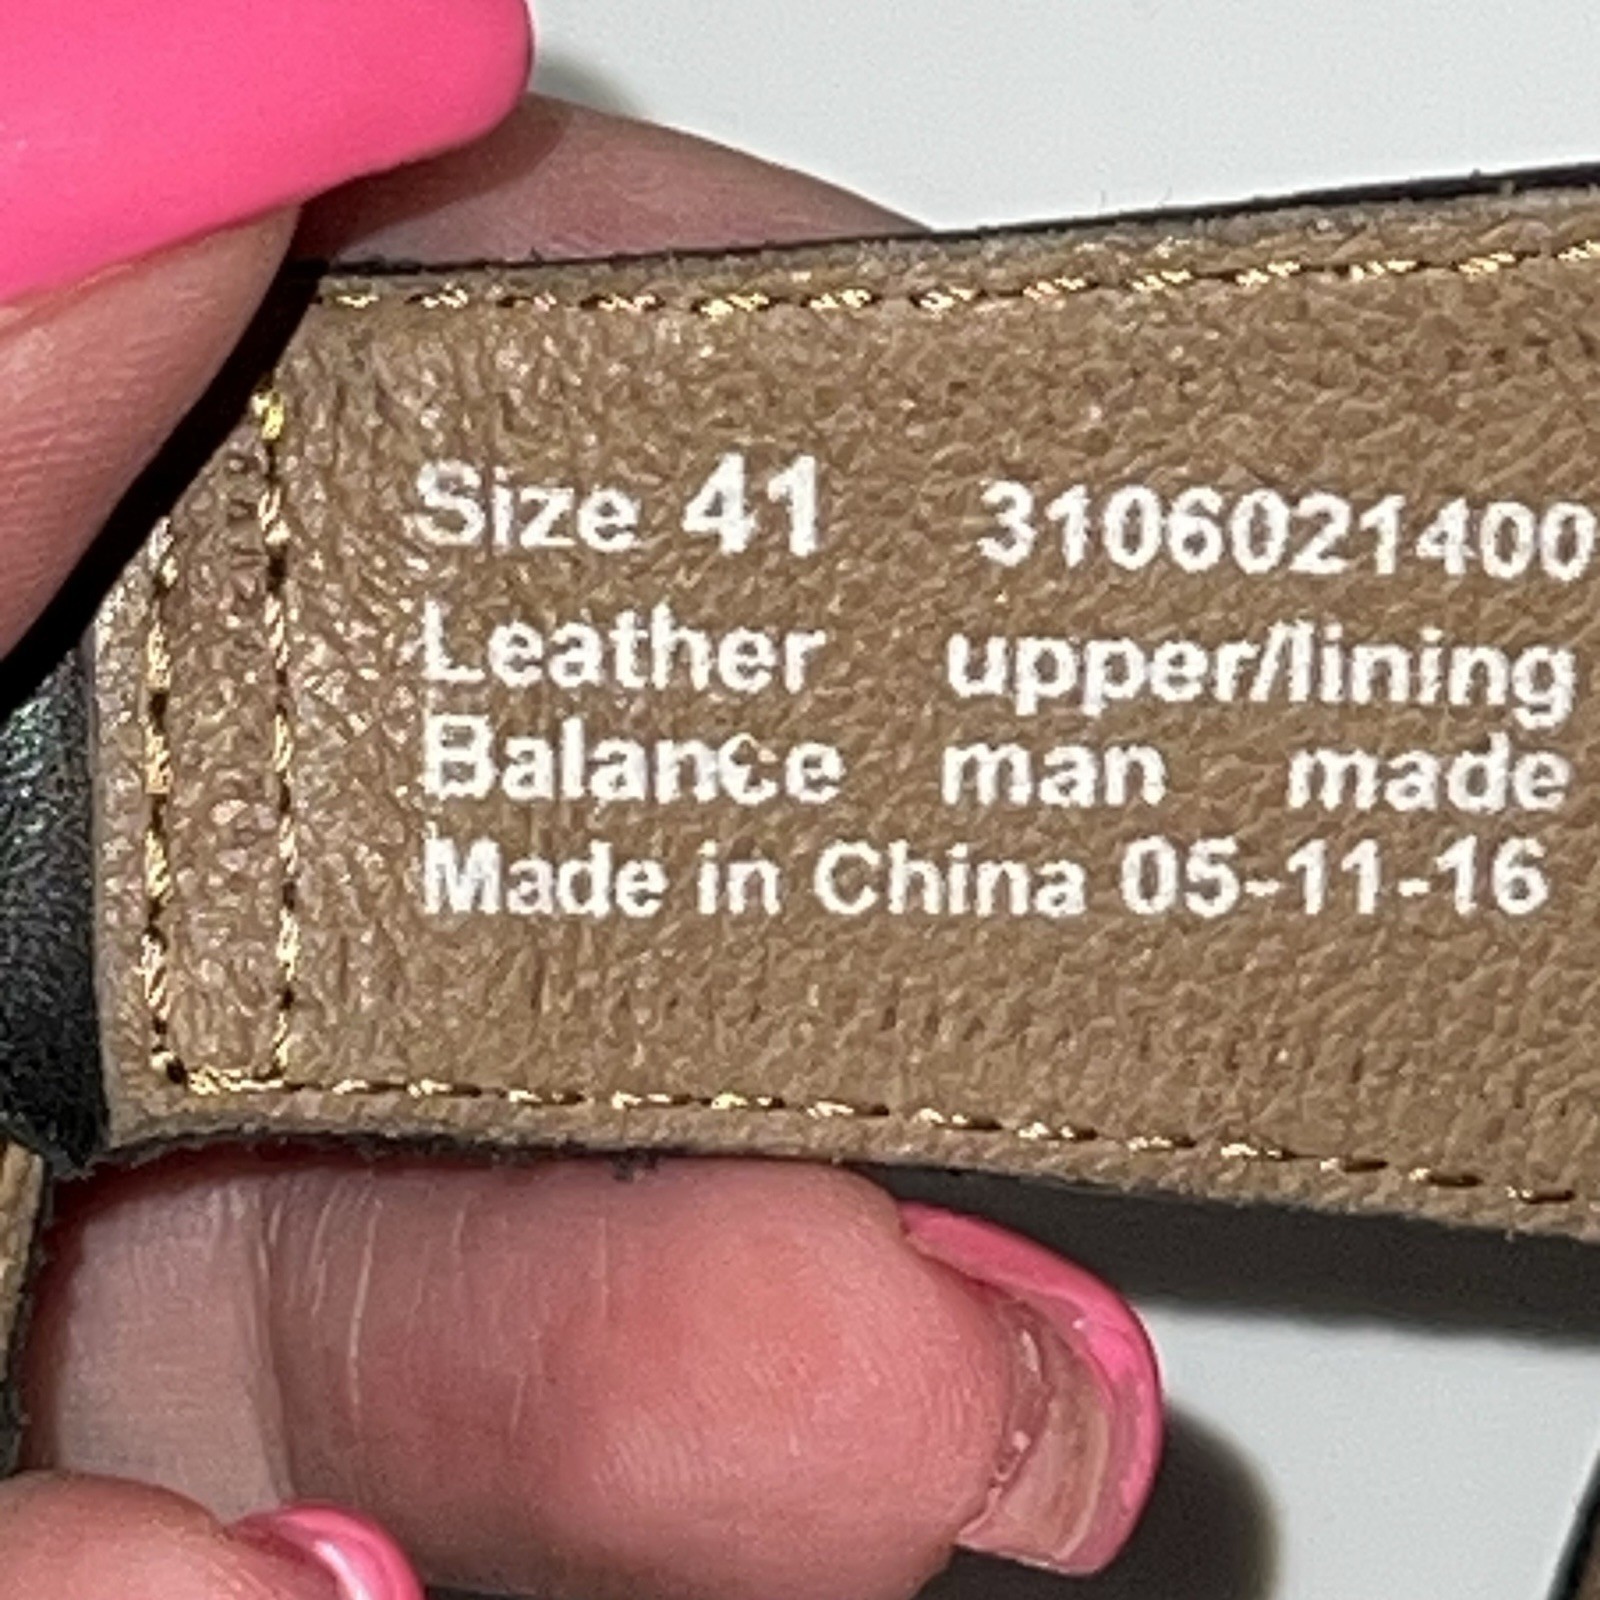 Size 41 3106021400
Leather upper/lining
Balance man made
Made in China 05-11-16